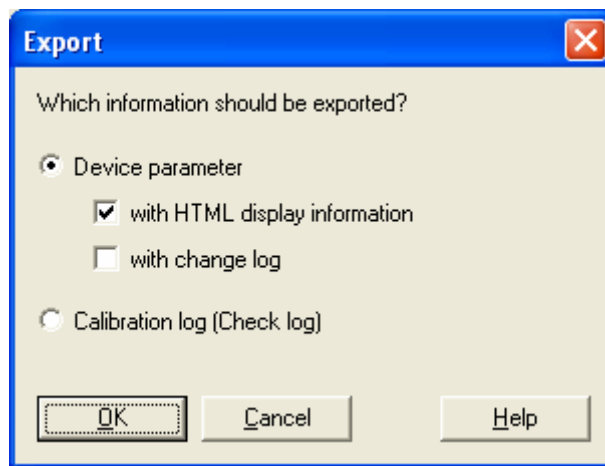 Export
Which information should be exported?
Device parameter
with HTML display information
with change log
Calibration log (Check log)
OK Cancel Help